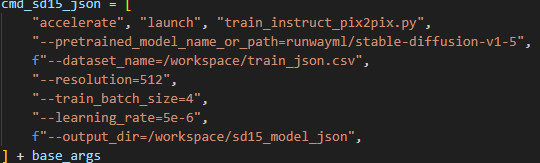 cmd_sd15_json = [
"accelerate", "launch", "train_instruct_pix2pix.py",
"--pretrained_model_name_or_path=runwayml/stable-diffusion-v1-5",
f"--dataset_name=/workspace/train_json.csv",
"--resolution=512",
"--train_batch_size=4",
"--learning_rate=5e-6",
f"--output_dir=/workspace/sd15_model_json",
] + base_args